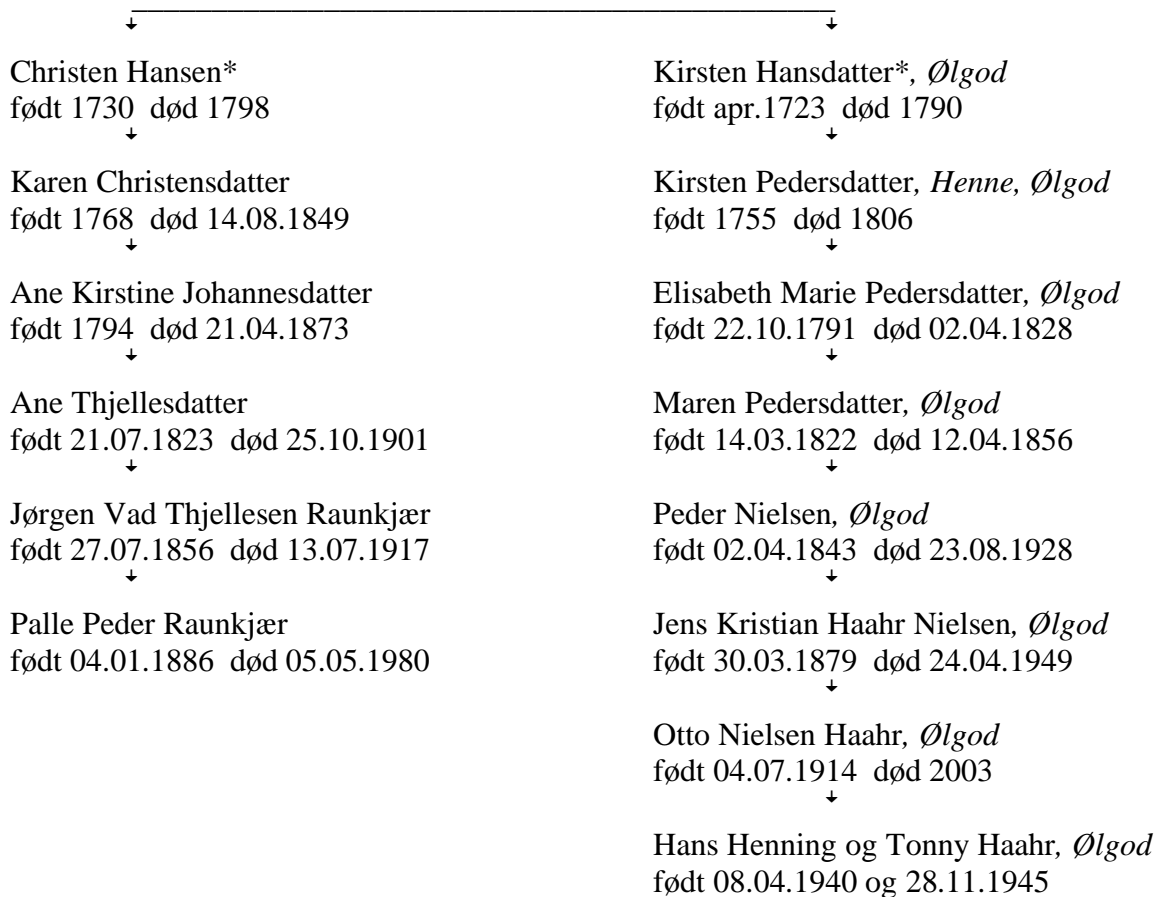 Christen Hansen*
født 1730 død 1798
Karen Christensdatter
født 1768 død 14.08.1849
Ane Kirstine Johannesdatter
født 1794 død 21.04.1873
Ane Thjellesdatter
født 21.07.1823 død 25.10.1901
Jørgen Vad Thjellesen Raunkjær
født 27.07.1856 død 13.07.1917
Palle Peder Raunkjær
født 04.01.1886 død 05.05.1980
Kirsten Hansdatter*, Ølgod
født apr.1723 død 1790
Kirsten Pedersdatter, Henne, Ølgod
født 1755 død 1806
Elisabeth Marie Pedersdatter, Ølgod
født 22.10.1791 død 02.04.1828
Maren Pedersdatter, Ølgod
født 14.03.1822 død 12.04.1856
Peder Nielsen, Ølgod
født 02.04.1843 død 23.08.1928
Jens Kristian Haahr Nielsen, Ølgod
født 30.03.1879 død 24.04.1949
Otto Nielsen Haahr, Ølgod
født 04.07.1914 død 2003
Hans Henning og Tonny Haahr, Ølgod
født 08.04.1940 og 28.11.1945